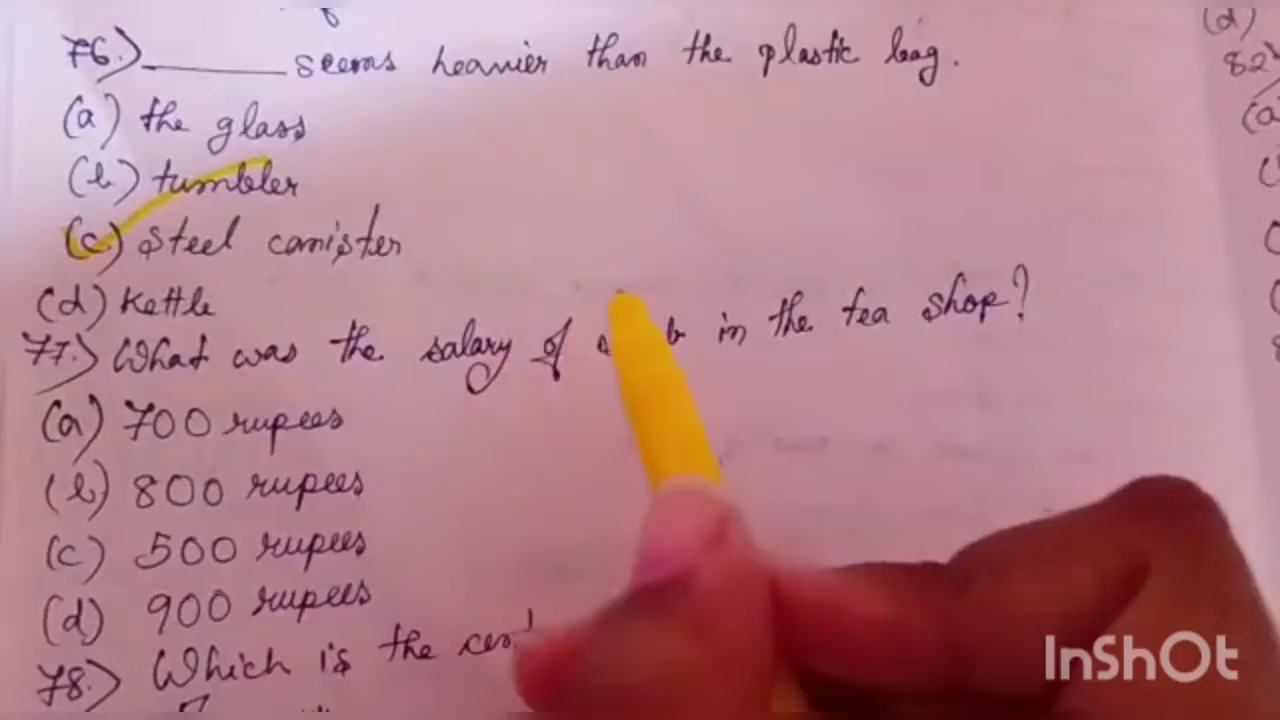 76.) ______ seems heavier than the plastic bag.
(a) the glass
(b) tumbler
(c) steel canister
(d) Kettle
77.) What was the salary of in the tea shop?
(a) 700 rupees
(b) 800 rupees
(c) 500 rupees
(d) 900 rupees
78.) Which is the
(d)
82
(a
InShOt